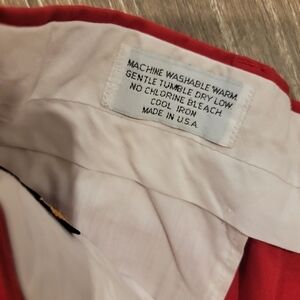 MACHINE WASHABLE WARM
GENTLE TUMBLE DRY LOW
NO CHLORINE BLEACH
COOL IRON
MADE IN U.S.A.